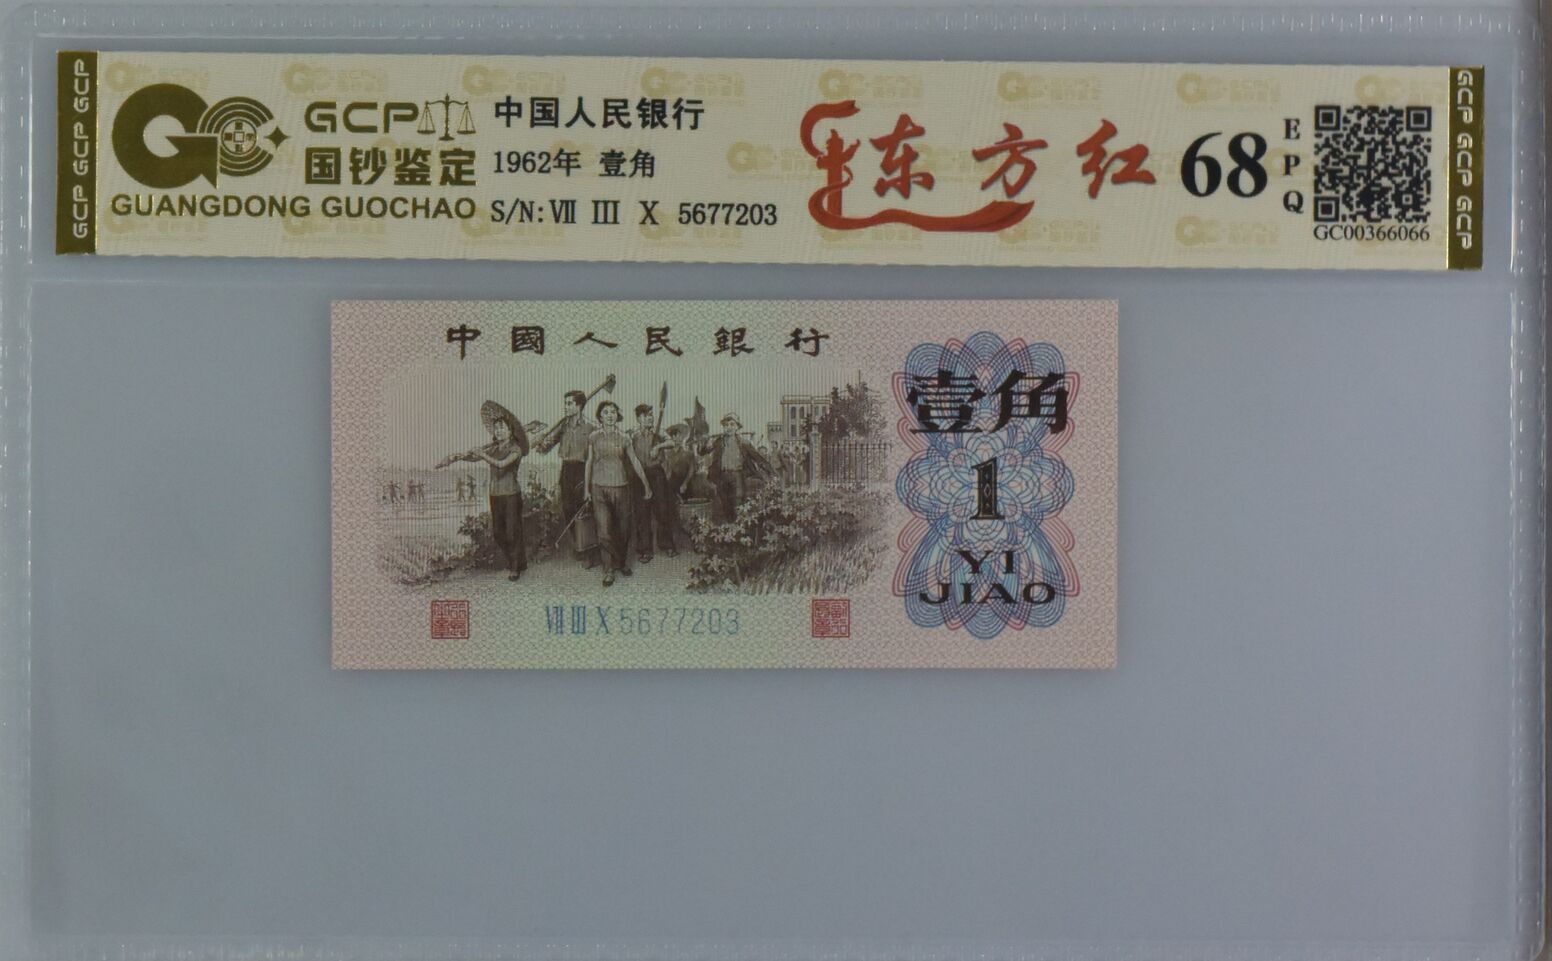 GCP GCP GCP
GCP
国钞鉴定
GUANGDONG GUOCHAO
中国人民银行
1962年 壹角
S/N: Ⅶ Ⅲ Ⅹ 5677203
东方红
68
EPQ
GC00366066
GCP GCP GCP
中國人民銀行
壹角
1
YI
JIAO
Ⅶ Ⅲ Ⅹ 5677203